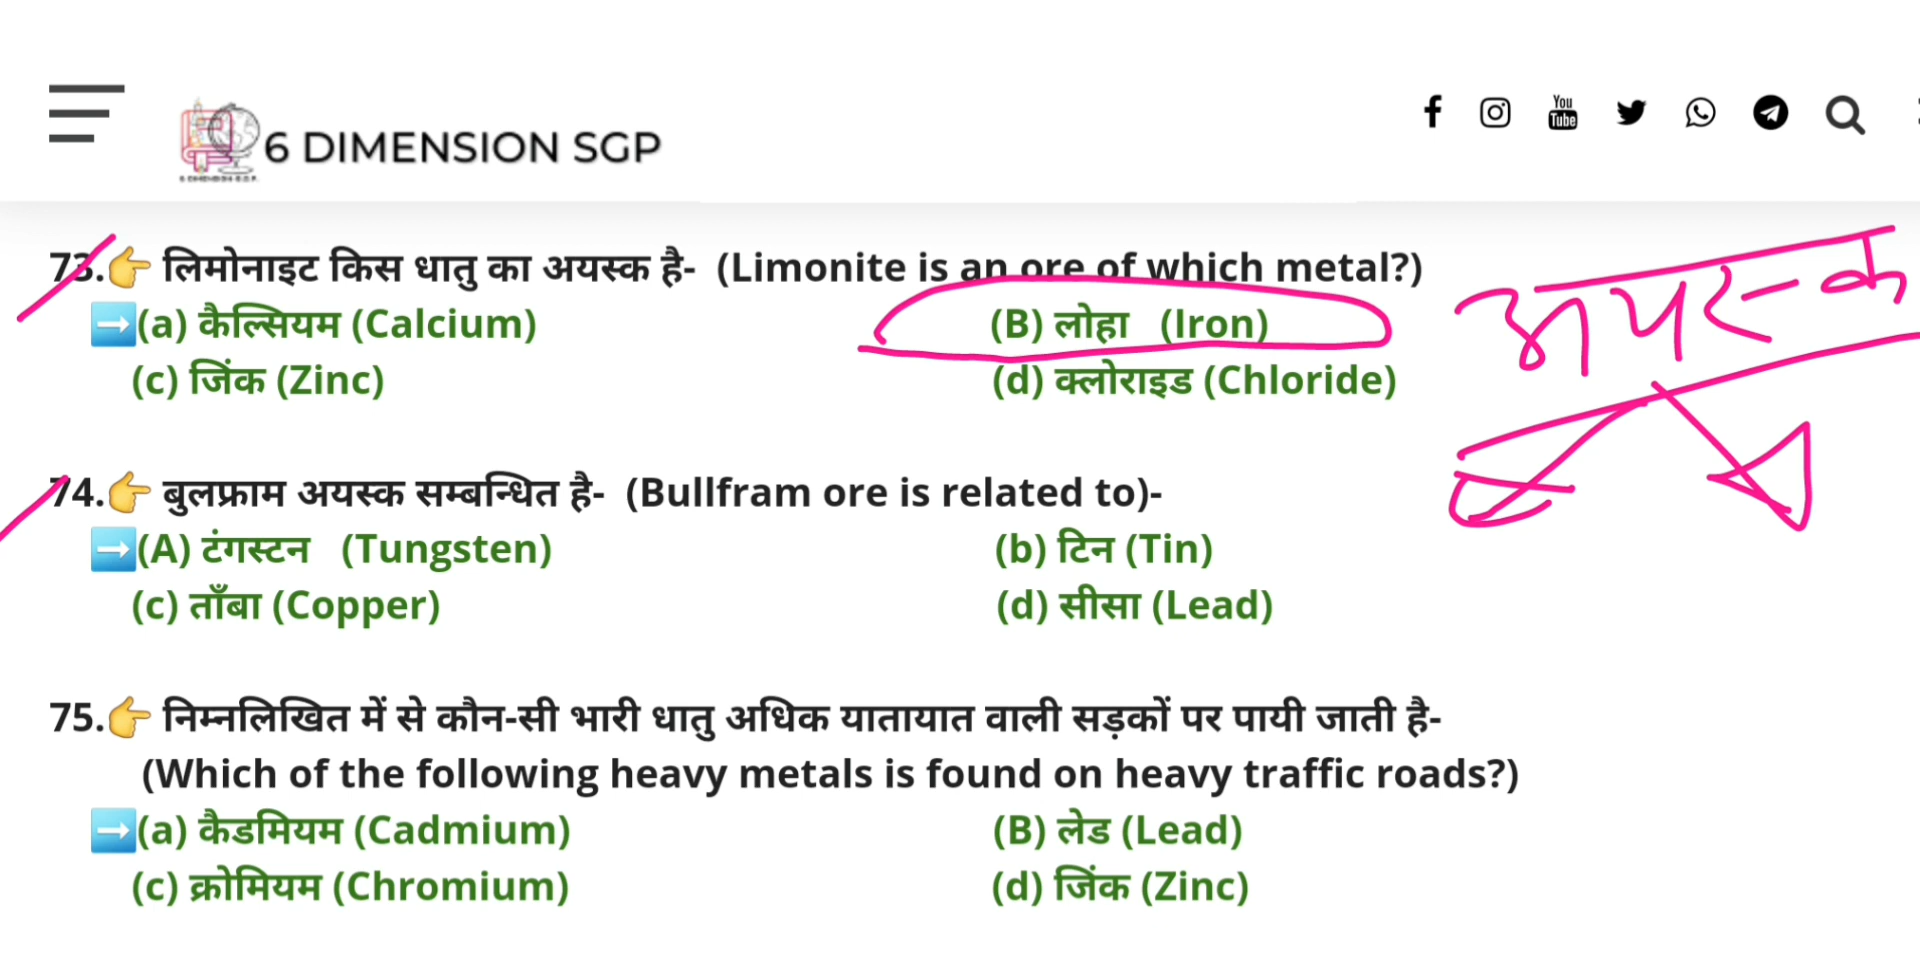 6 DIMENSION SGP
You Tube
73.👉 लिमोनाइट किस धातु का अयस्क है- (Limonite is an ore of which metal?)
➡(a) कैल्सियम (Calcium) (B) लोहा (Iron)
(c) जिंक (Zinc) (d) क्लोराइड (Chloride)
अयस्क
74.👉 बुलफ्राम अयस्क सम्बन्धित है- (Bullfram ore is related to)-
➡(A) टंगस्टन (Tungsten) (b) टिन (Tin)
(c) ताँबा (Copper) (d) सीसा (Lead)
75.👉 निम्नलिखित में से कौन-सी भारी धातु अधिक यातायात वाली सड़कों पर पायी जाती है-
(Which of the following heavy metals is found on heavy traffic roads?)
➡(a) कैडमियम (Cadmium) (B) लेड (Lead)
(c) क्रोमियम (Chromium) (d) जिंक (Zinc)